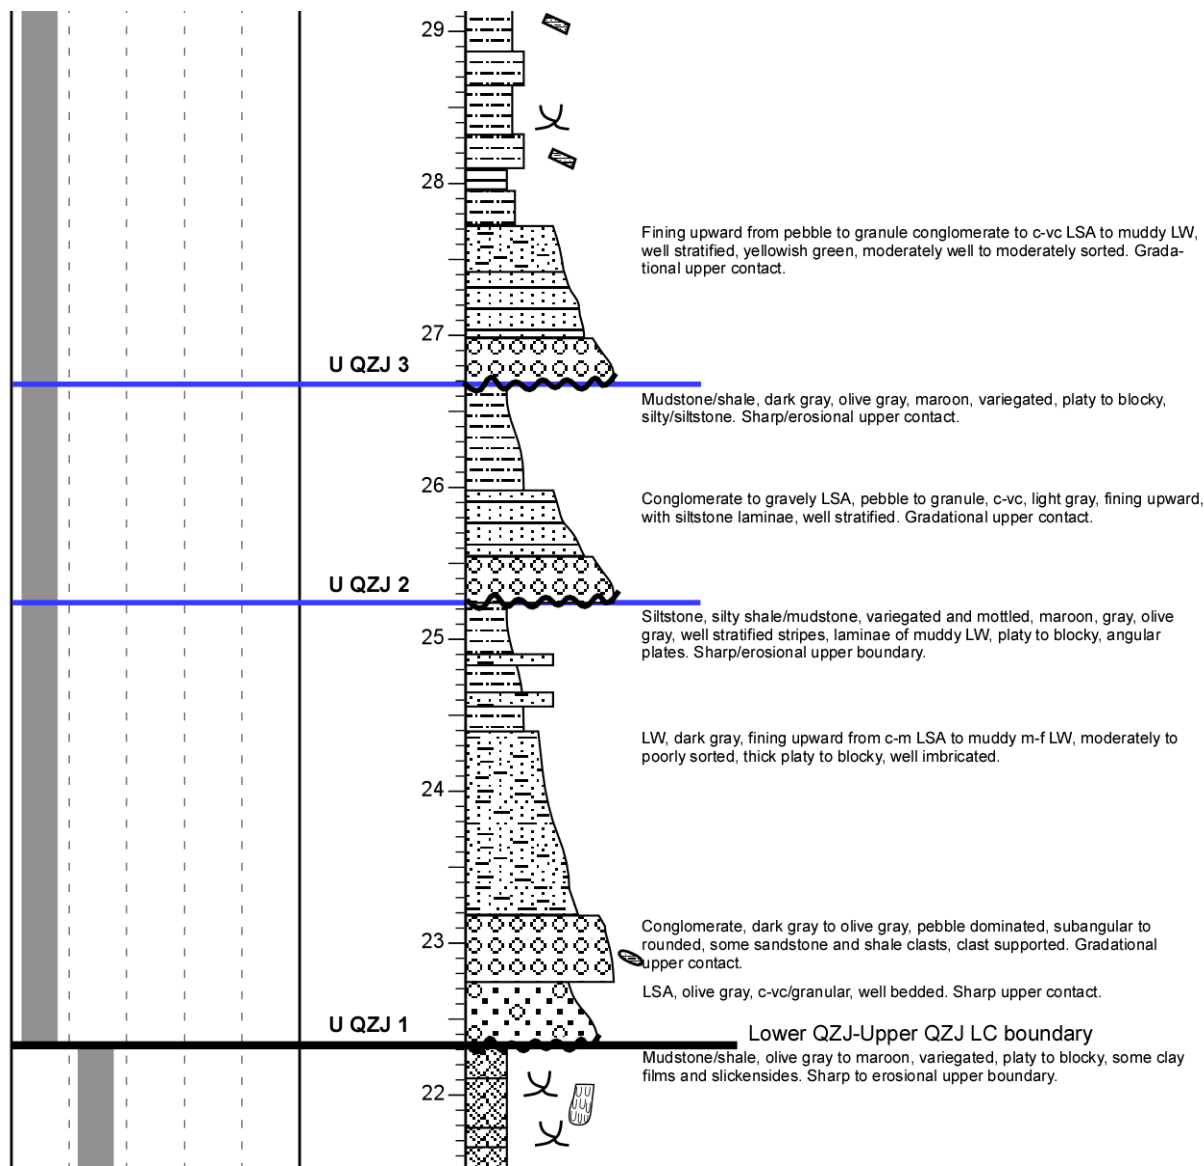 29
28
Fining upward from pebble to granule conglomerate to c-vc LSA to muddy LW,
well stratified, yellowish green, moderately well to moderately sorted. Grada-
tional upper contact.
27
U QZJ 3
Mudstone/shale, dark gray, olive gray, maroon, variegated, platy to blocky,
silty/siltstone. Sharp/erosional upper contact.
26
Conglomerate to gravely LSA, pebble to granule, c-vc, light gray, fining upward,
with siltstone laminae, well stratified. Gradational upper contact.
U QZJ 2
Siltstone, silty shale/mudstone, variegated and mottled, maroon, gray, olive
gray, well stratified stripes, laminae of muddy LW, platy to blocky, angular
plates. Sharp/erosional upper boundary.
25
LW, dark gray, fining upward from c-m LSA to muddy m-f LW, moderately to
poorly sorted, thick platy to blocky, well imbricated.
24
Conglomerate, dark gray to olive gray, pebble dominated, subangular to
rounded, some sandstone and shale clasts, clast supported. Gradational
upper contact.
23
LSA, olive gray, c-vc/granular, well bedded. Sharp upper contact.
U QZJ 1
Lower QZJ-Upper QZJ LC boundary
Mudstone/shale, olive gray to maroon, variegated, platy to blocky, some clay
films and slickensides. Sharp to erosional upper boundary.
22